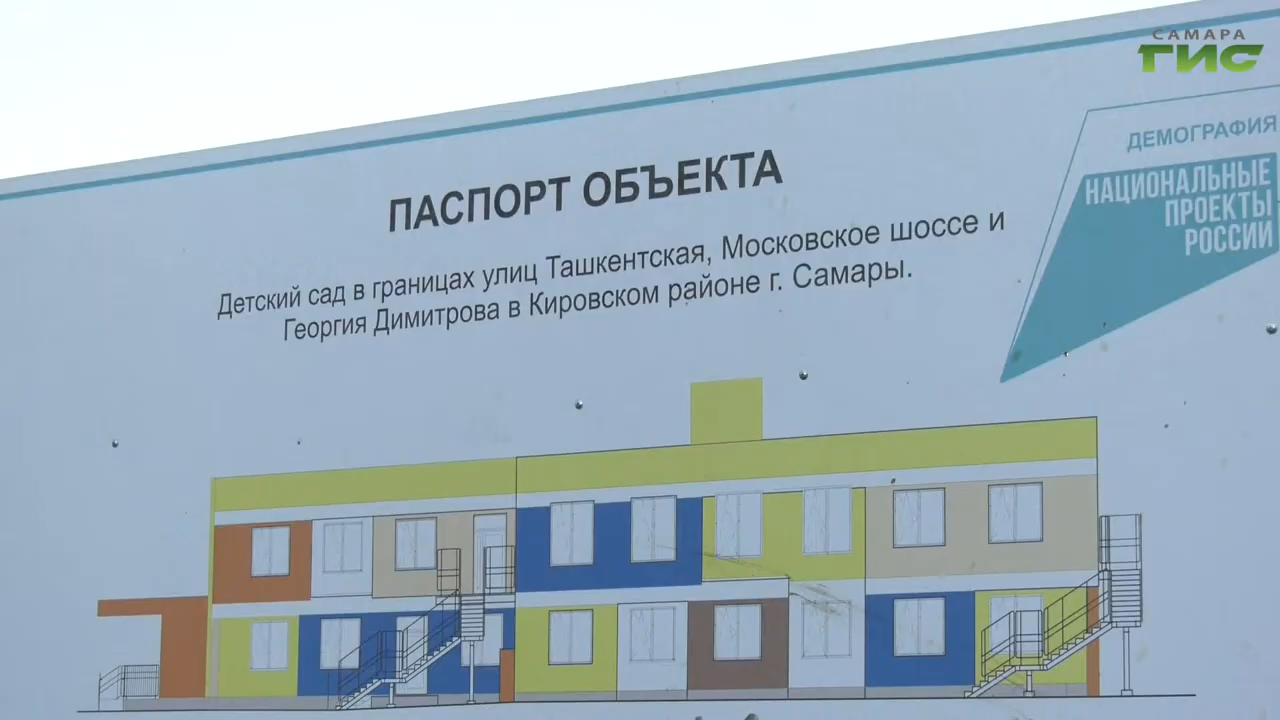 САМАРА
ГИС
ДЕМОГРАФИЯ
НАЦИОНАЛЬНЫЕ
ПРОЕКТЫ
РОССИИ
ПАСПОРТ ОБЪЕКТА
Детский сад в границах улиц Ташкентская, Московское шоссе и
Георгия Димитрова в Кировском районе г. Самары.